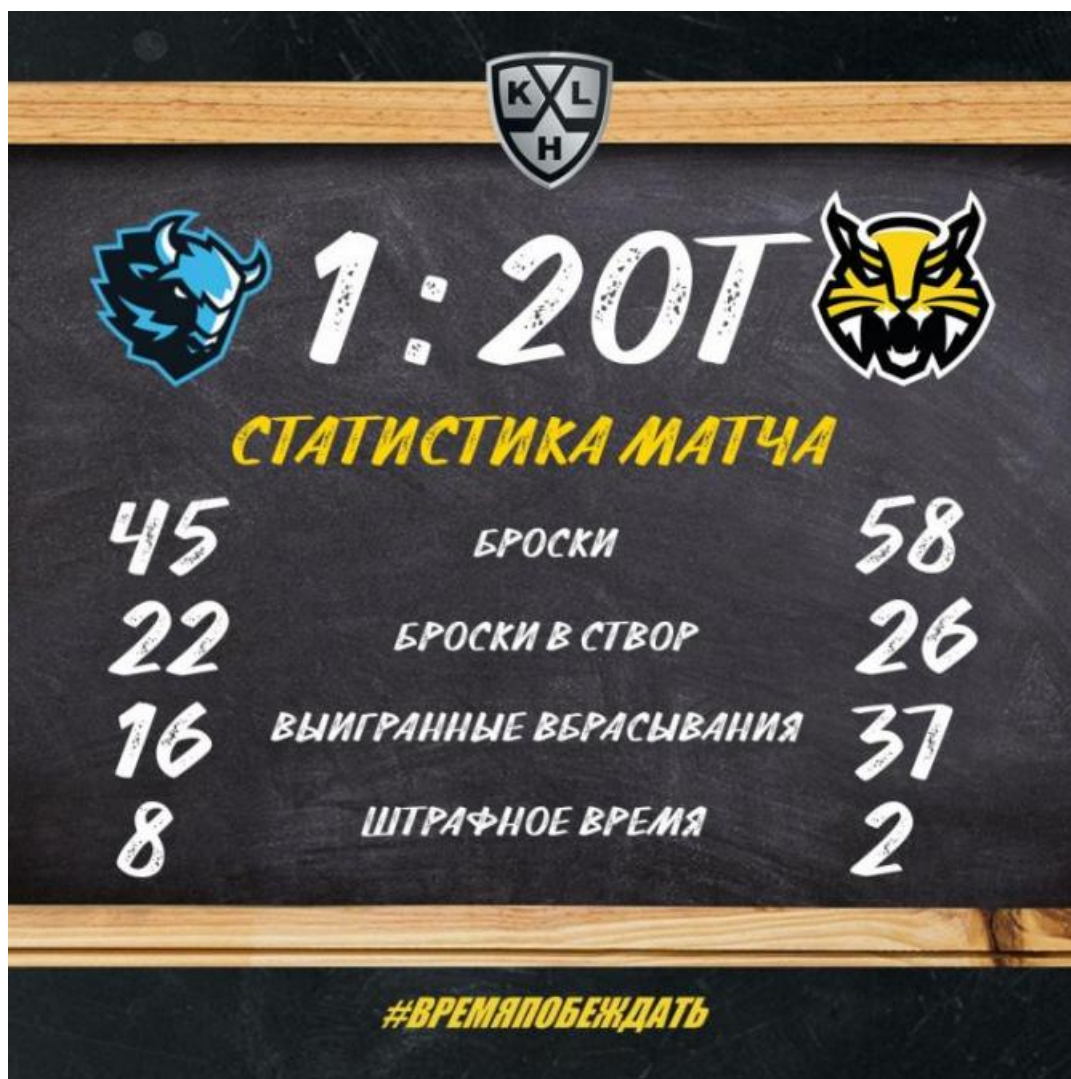 KHL
1 : 2ОТ
СТАТИСТИКА МАТЧА
45 БРОСКИ 58
22 БРОСКИ В СТВОР 26
16 ВЫИГРАННЫЕ ВБРАСЫВАНИЯ 37
8 ШТРАФНОЕ ВРЕМЯ 2
#ВРЕМЯПОБЕЖДАТЬ